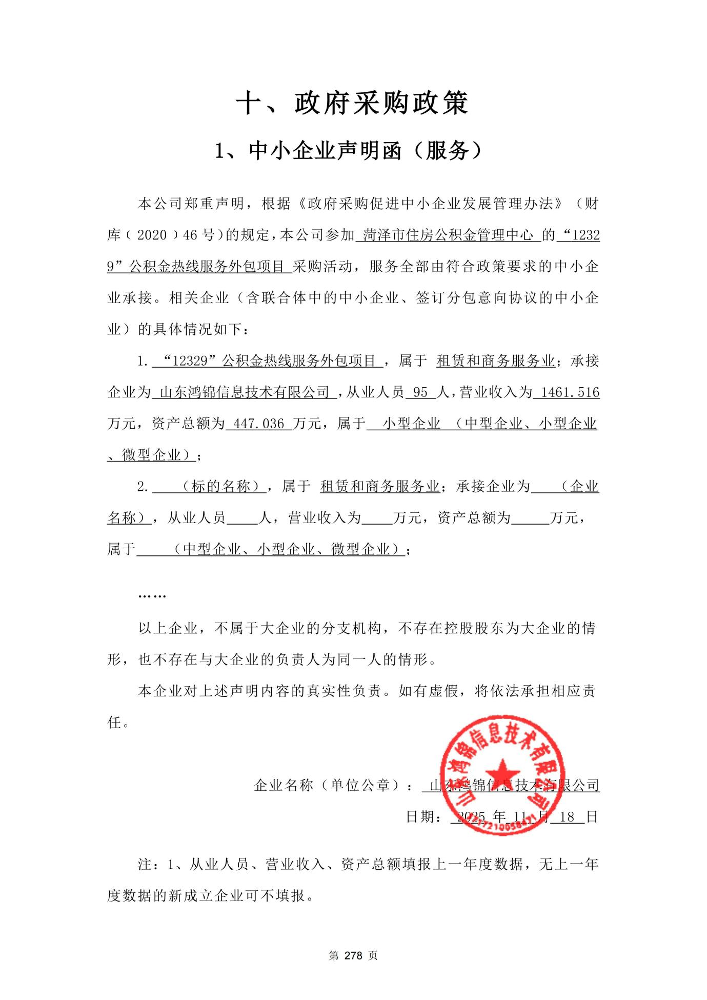 十、政府采购政策
1、中小企业声明函（服务）
本公司郑重声明，根据《政府采购促进中小企业发展管理办法》（财
库﹝2020﹞46号)的规定,本公司参加 菏泽市住房公积金管理中心 的“1232
9”公积金热线服务外包项目 采购活动，服务全部由符合政策要求的中小企
业承接。相关企业（含联合体中的中小企业、签订分包意向协议的中小企
业）的具体情况如下：
1. “12329”公积金热线服务外包项目 ，属于 租赁和商务服务业；承接
企业为 山东鸿锦信息技术有限公司 ,从业人员 95 人,营业收入为 1461.516
万元，资产总额为 447.036 万元，属于 小型企业 （中型企业、小型企业
、微型企业）；
2.____（标的名称），属于 租赁和商务服务业；承接企业为____（企业
名称），从业人员____人，营业收入为____万元，资产总额为_____万元，
属于____（中型企业、小型企业、微型企业）；
……
以上企业，不属于大企业的分支机构，不存在控股股东为大企业的情
形，也不存在与大企业的负责人为同一人的情形。
本企业对上述声明内容的真实性负责。如有虚假，将依法承担相应责
任。
山东鸿锦信息技术有限公司
企业名称（单位公章）： 山东鸿锦信息技术有限公司
日期： 2025 年 11 月 18 日
注：1、从业人员、营业收入、资产总额填报上一年度数据，无上一年
度数据的新成立企业可不填报。
第 278 页